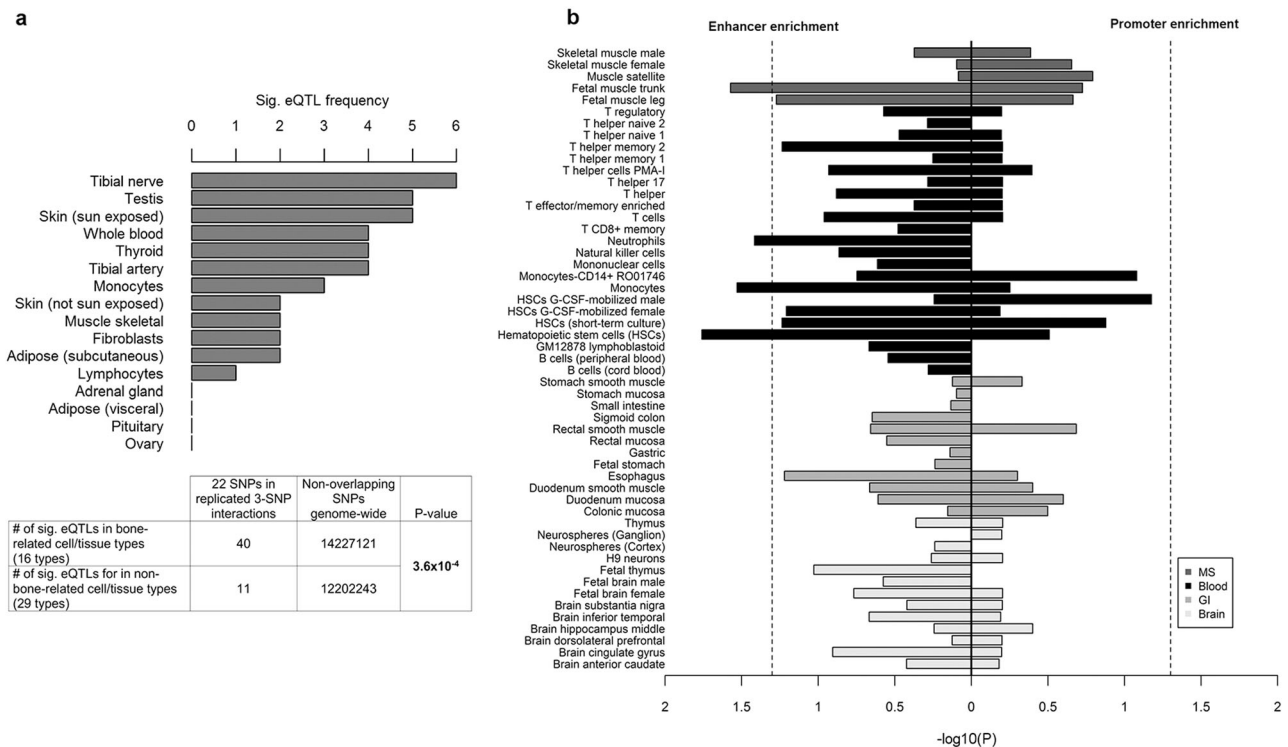 a
Sig. eQTL frequency
0 1 2 3 4 5 6
Tibial nerve
Testis
Skin (sun exposed)
Whole blood
Thyroid
Tibial artery
Monocytes
Skin (not sun exposed)
Muscle skeletal
Fibroblasts
Adipose (subcutaneous)
Lymphocytes
Adrenal gland
Adipose (visceral)
Pituitary
Ovary
22 SNPs in
replicated 3-SNP
interactions
Non-overlapping
SNPs
genome-wide
P-value
# of sig. eQTLs in bone-
related cell/tissue types
(16 types)
40
14227121
3.6x10⁻⁴
# of sig. eQTLs for in non-
bone-related cell/tissue types
(29 types)
11
12202243
b
Enhancer enrichment
Promoter enrichment
Skeletal muscle male
Skeletal muscle female
Muscle satellite
Fetal muscle trunk
Fetal muscle leg
T regulatory
T helper naive 2
T helper naive 1
T helper memory 2
T helper memory 1
T helper cells PMA-I
T helper 17
T helper
T effector/memory enriched
T cells
T CD8+ memory
Neutrophils
Natural killer cells
Mononuclear cells
Monocytes-CD14+ RO01746
Monocytes
HSCs G-CSF-mobilized male
HSCs G-CSF-mobilized female
HSCs (short-term culture)
Hematopoietic stem cells (HSCs)
GM12878 lymphoblastoid
B cells (peripheral blood)
B cells (cord blood)
Stomach smooth muscle
Stomach mucosa
Small intestine
Sigmoid colon
Rectal smooth muscle
Rectal mucosa
Gastric
Fetal stomach
Esophagus
Duodenum smooth muscle
Duodenum mucosa
Colonic mucosa
Thymus
Neurospheres (Ganglion)
Neurospheres (Cortex)
H9 neurons
Fetal thymus
Fetal brain male
Fetal brain female
Brain substantia nigra
Brain inferior temporal
Brain hippocampus middle
Brain dorsolateral prefrontal
Brain cingulate gyrus
Brain anterior caudate
MS
Blood
GI
Brain
2 1.5 1 0.5 0 0.5 1 1.5 2
-log10(P)